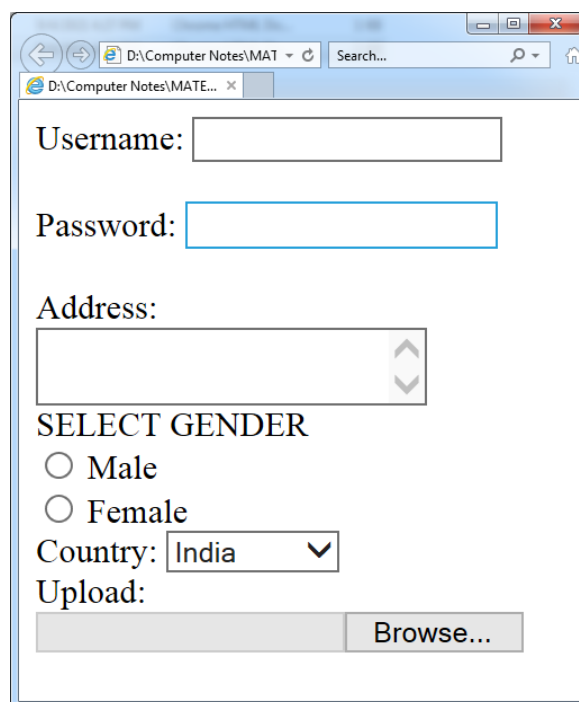 D:\Computer Notes\MAT
Search...
D:\Computer Notes\MATE...
Username:
Password:
Address:
SELECT GENDER
Male
Female
Country: India
Upload:
Browse...